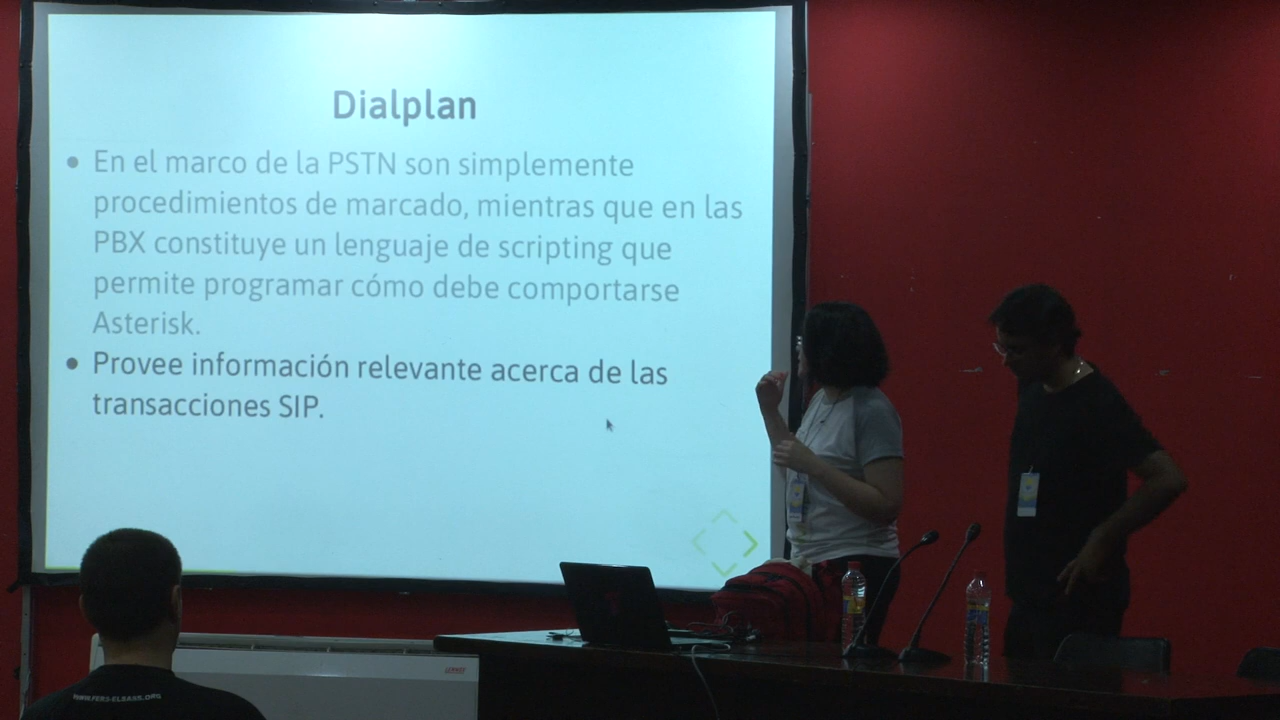 Dialplan
• En el marco de la PSTN son simplemente
procedimientos de marcado, mientras que en las
PBX constituye un lenguaje de scripting que
permite programar cómo debe comportarse
Asterisk.
• Provee información relevante acerca de las
transacciones SIP.